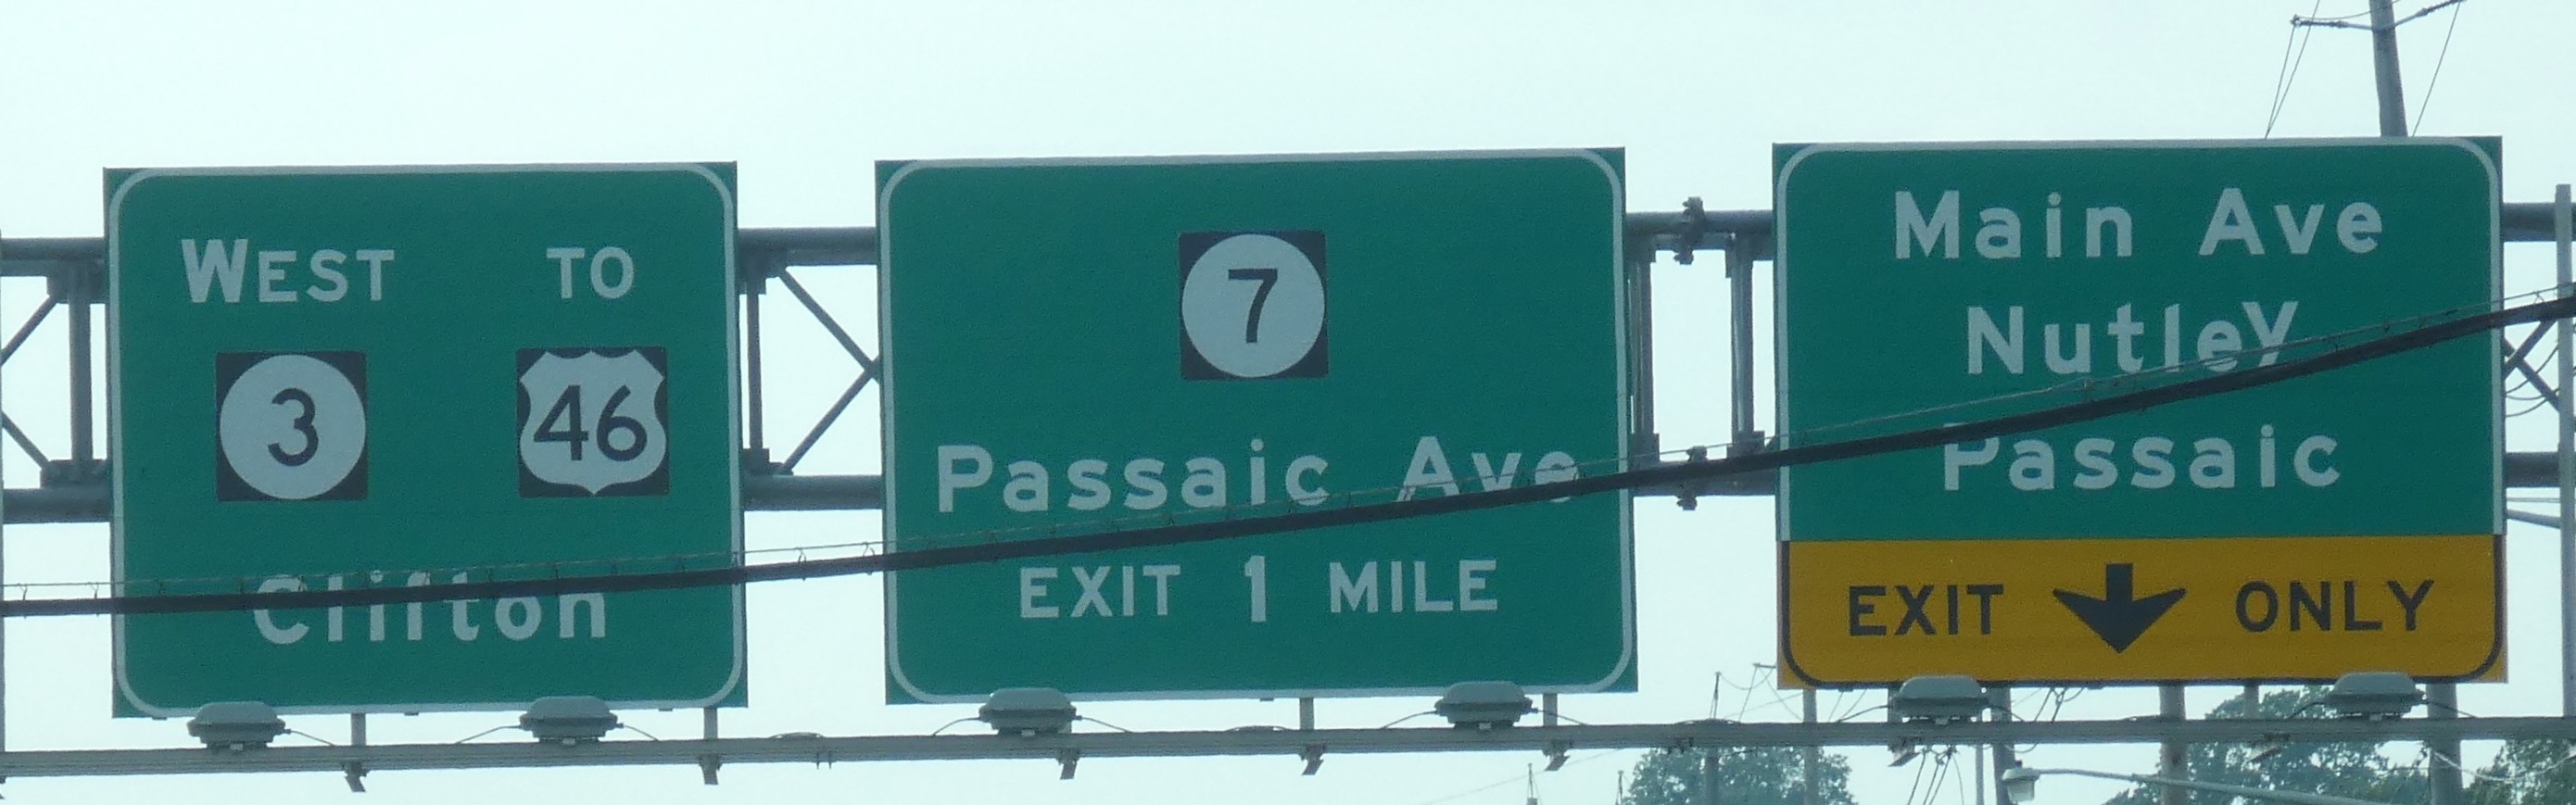 WEST TO
3 46
Clifton
7
Passaic Ave
EXIT 1 MILE
Main Ave
Nutley
Passaic
EXIT ONLY